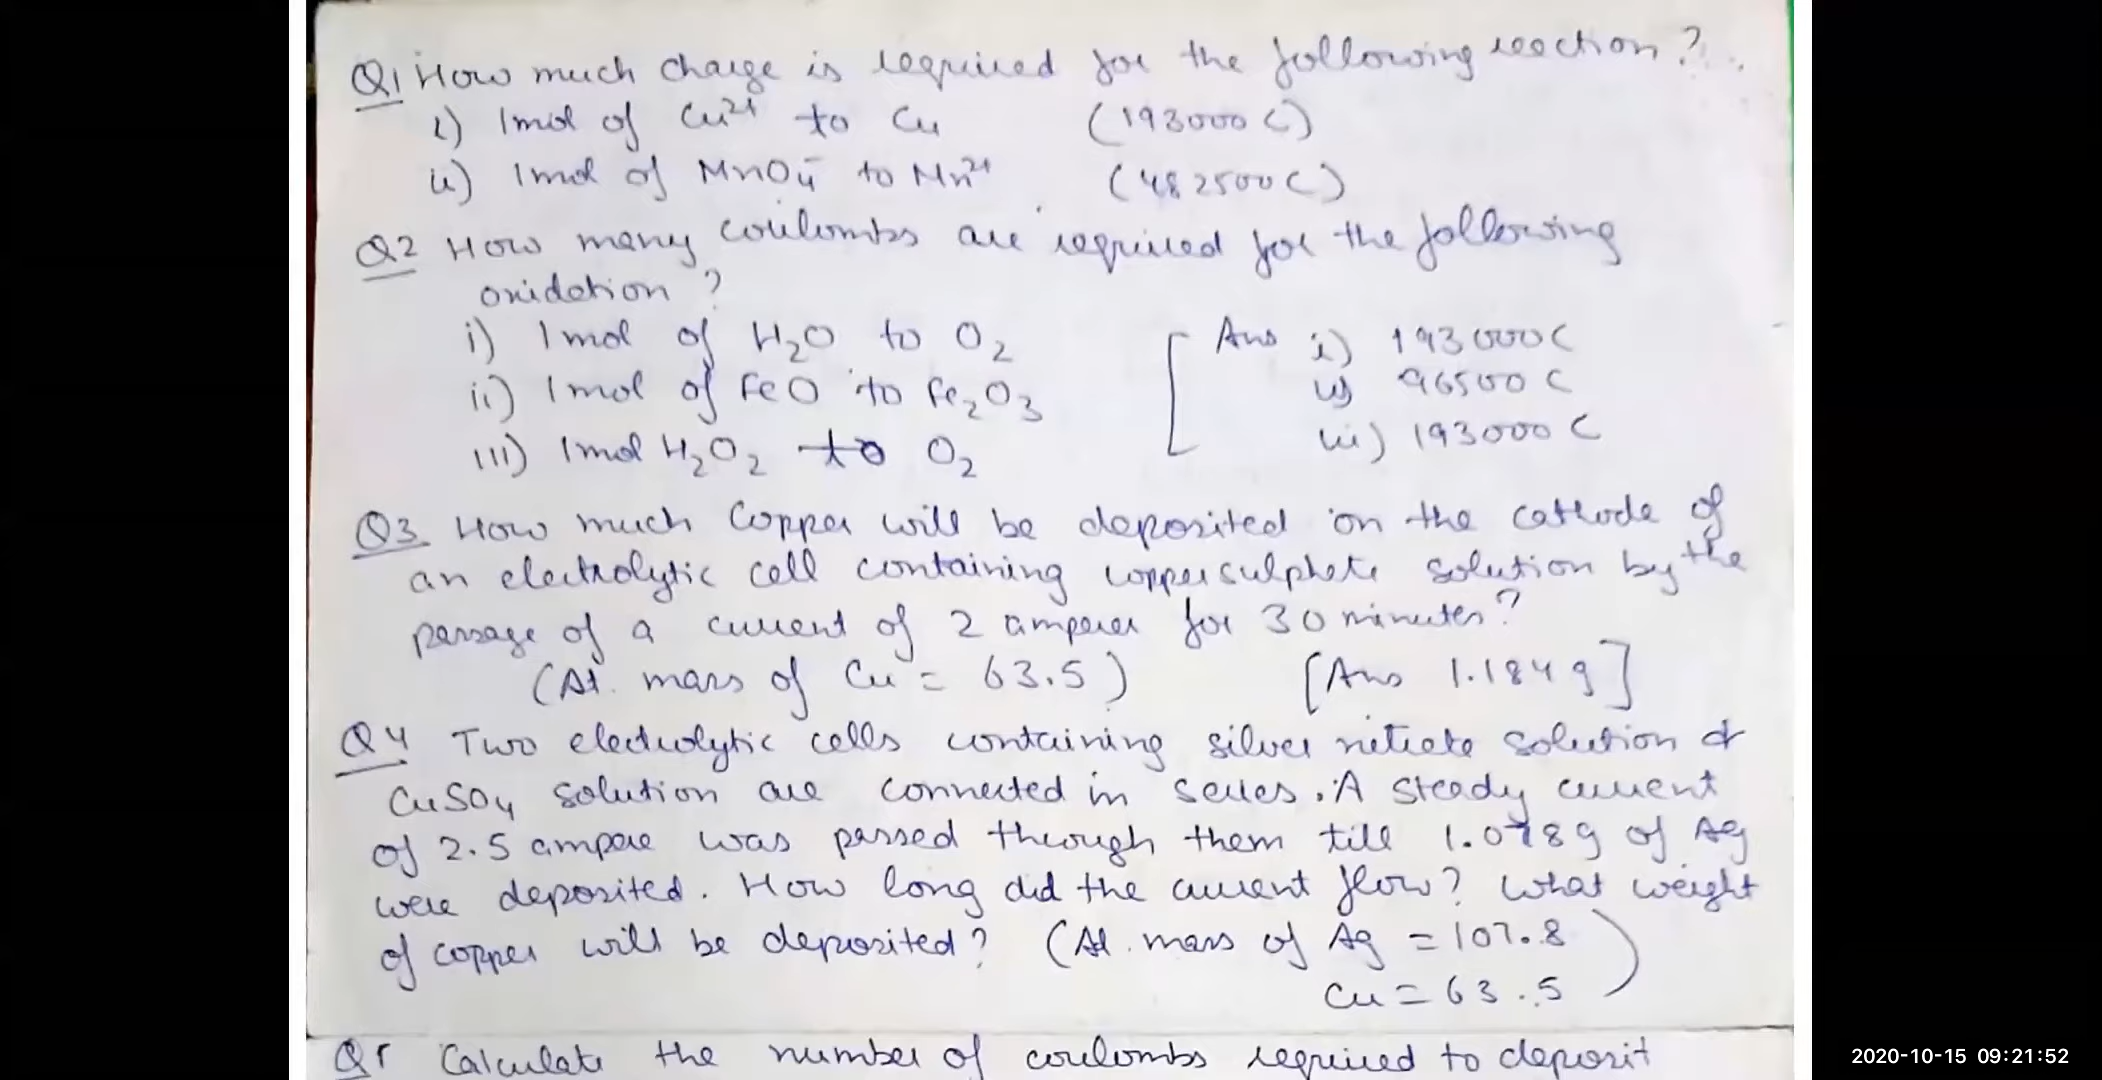 Q1 How much charge is required for the following reaction?
i) 1mol of Cu²⁺ to Cu (193000 C)
ii) 1mol of MnO₄⁻ to Mn²⁺ (482500C)
Q2 How many coulombs are required for the following
oxidation?
i) 1mol of H₂O to O₂ [Ans i) 193000C
ii) 1mol of FeO to Fe₂O₃ ii) 96500 C
iii) 1mol H₂O₂ to O₂ iii) 193000 C
Q3 How much Copper will be deposited on the cathode of
an electrolytic cell containing copper sulphate solution by the
passage of a current of 2 amperes for 30 minutes?
(At. mass of Cu = 63.5) [Ans 1.184g]
Q4 Two electrolytic cells containing silver nitrate solution &
CuSO₄ solution are connected in series. A steady current
of 2.5 ampere was passed through them till 1.078g of Ag
were deposited. How long did the current flow? What weight
of copper will be deposited? (At. mass of Ag = 107.8
Cu = 63.5)
Q5 Calculate the number of coulombs required to deposit
2020-10-15 09:21:52